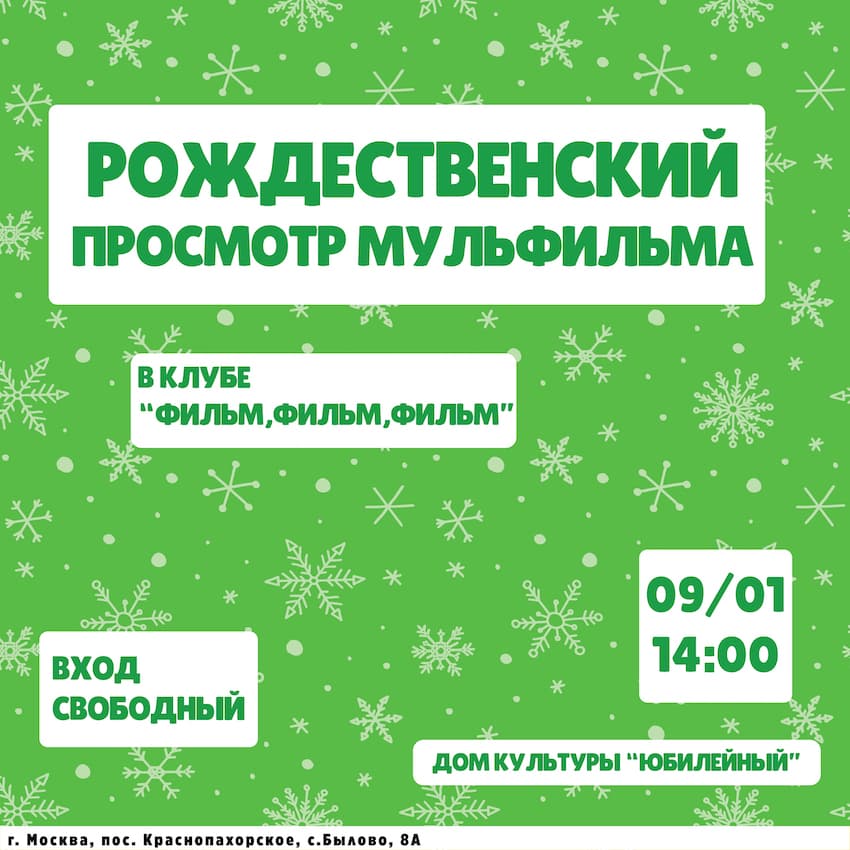 РОЖДЕСТВЕНСКИЙ
ПРОСМОТР МУЛЬФИЛЬМА
В КЛУБЕ
“ФИЛЬМ,ФИЛЬМ,ФИЛЬМ”
09/01
14:00
ВХОД
СВОБОДНЫЙ
ДОМ КУЛЬТУРЫ “ЮБИЛЕЙНЫЙ”
г. Москва, пос. Краснопахорское, с.Былово, 8А